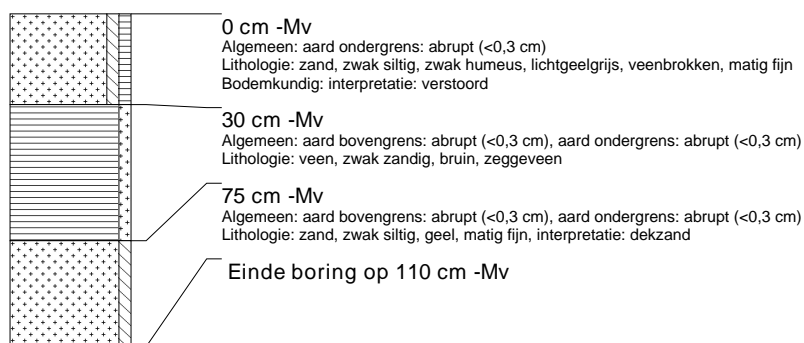 0 cm -Mv
Algemeen: aard ondergrens: abrupt (<0,3 cm)
Lithologie: zand, zwak siltig, zwak humeus, lichtgeelgrijs, veenbrokken, matig fijn
Bodemkundig: interpretatie: verstoord
30 cm -Mv
Algemeen: aard bovengrens: abrupt (<0,3 cm), aard ondergrens: abrupt (<0,3 cm)
Lithologie: veen, zwak zandig, bruin, zeggeveen
75 cm -Mv
Algemeen: aard bovengrens: abrupt (<0,3 cm), aard ondergrens: abrupt (<0,3 cm)
Lithologie: zand, zwak siltig, geel, matig fijn, interpretatie: dekzand
Einde boring op 110 cm -Mv